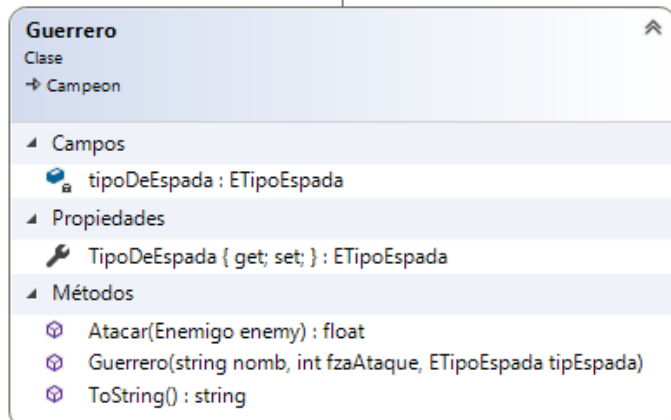 Guerrero
Clase
Campeon
Campos
tipoDeEspada : ETipoEspada
Propiedades
TipoDeEspada { get; set; } : ETipoEspada
Métodos
Atacar(Enemigo enemy) : float
Guerrero(string nomb, int fzaAtaque, ETipoEspada tipEspada)
ToString() : string